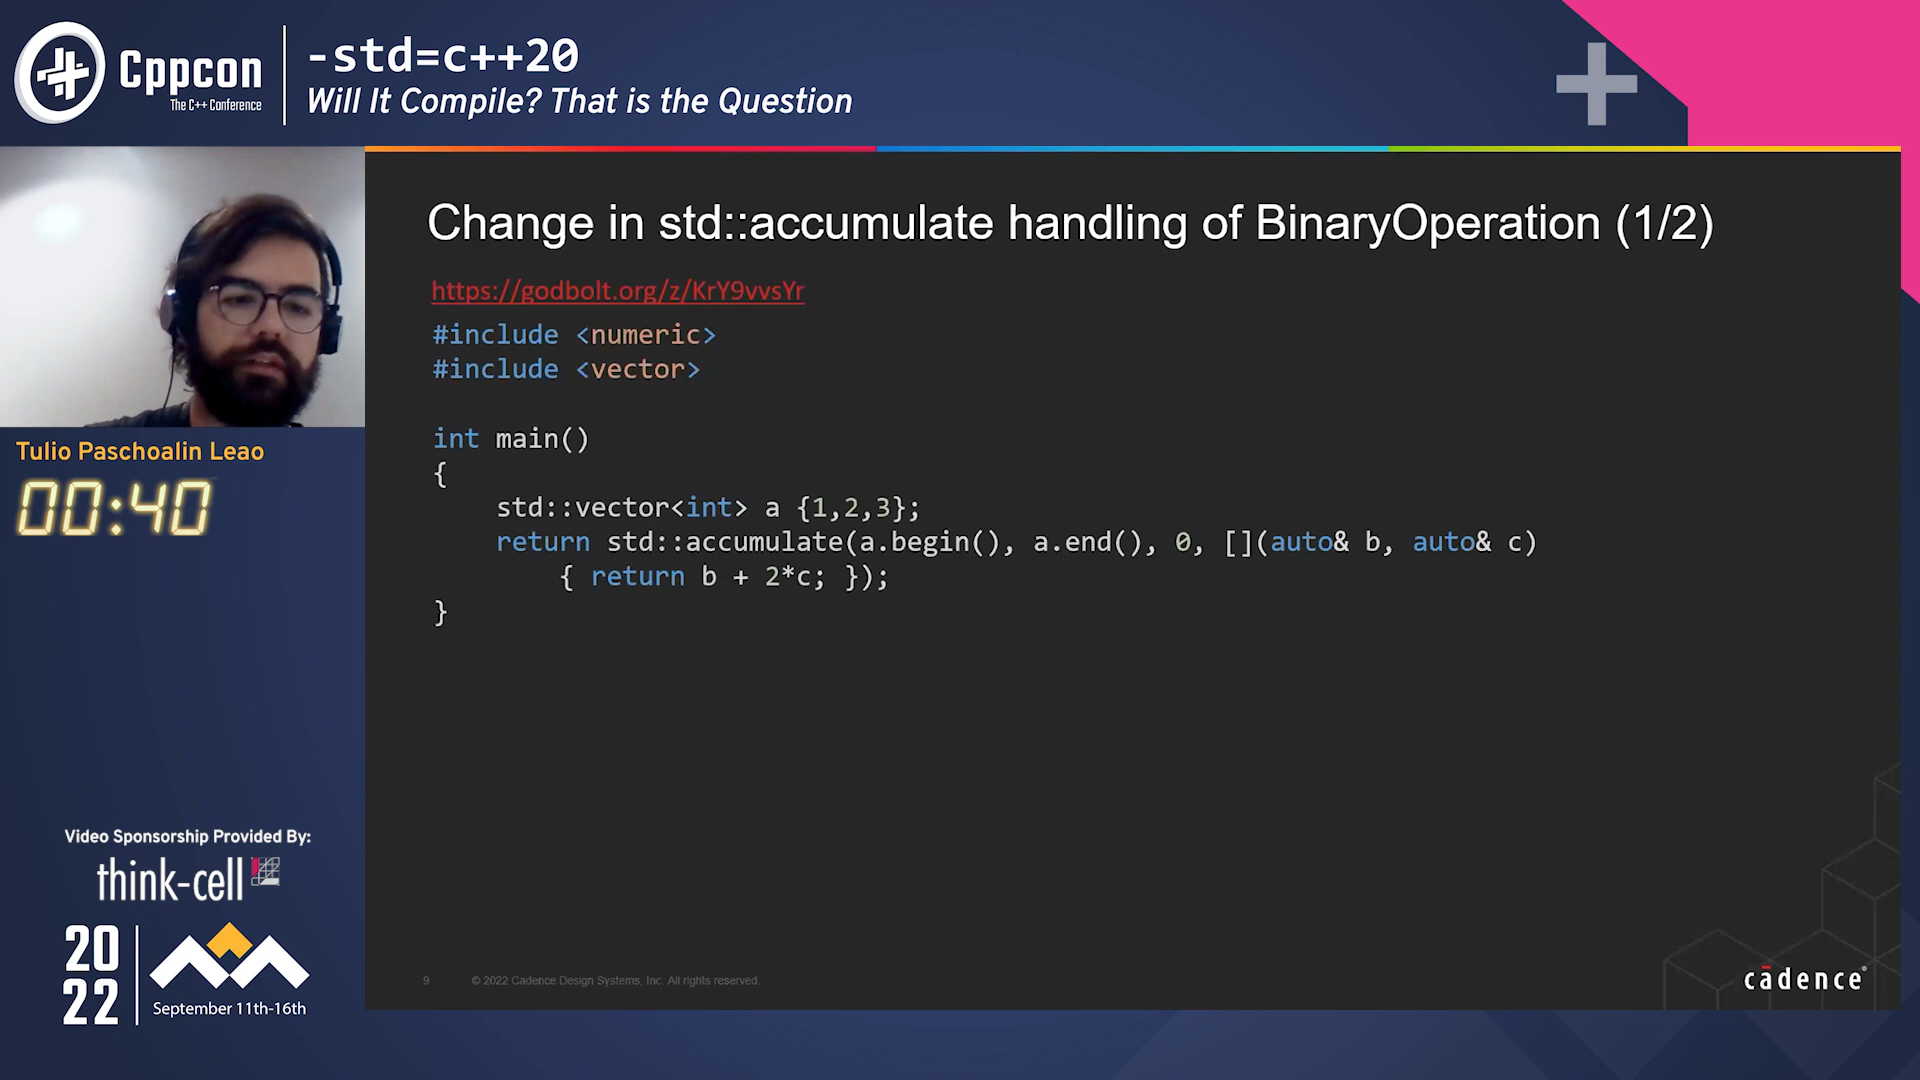 Cppcon
The C++ Conference
-std=c++20
Will It Compile? That is the Question
Tulio Paschoalin Leao
00:40
Video Sponsorship Provided By:
think-cell
20
22
September 11th-16th
Change in std::accumulate handling of BinaryOperation (1/2)
https://godbolt.org/z/KrY9vvsYr
#include <numeric>
#include <vector>
int main()
{
    std::vector<int> a {1,2,3};
    return std::accumulate(a.begin(), a.end(), 0, [](auto& b, auto& c)
        { return b + 2*c; });
}
9 © 2022 Cadence Design Systems, Inc. All rights reserved.
cādence®